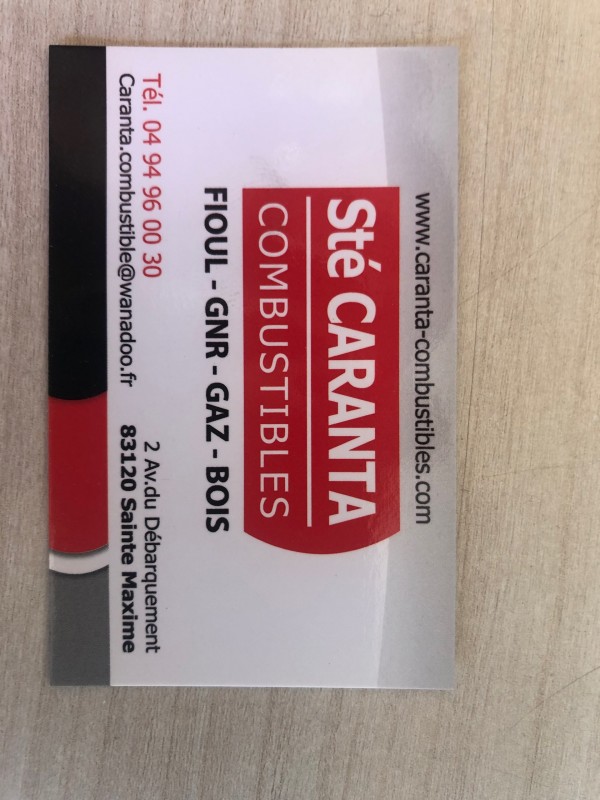 www.caranta-combustibles.com
Sté CARANTA
COMBUSTIBLES
FIOUL - GNR - GAZ - BOIS
Tél. 04 94 96 00 30
Caranta.combustible@wanadoo.fr
2 Av.du Débarquement
83120 Sainte Maxime